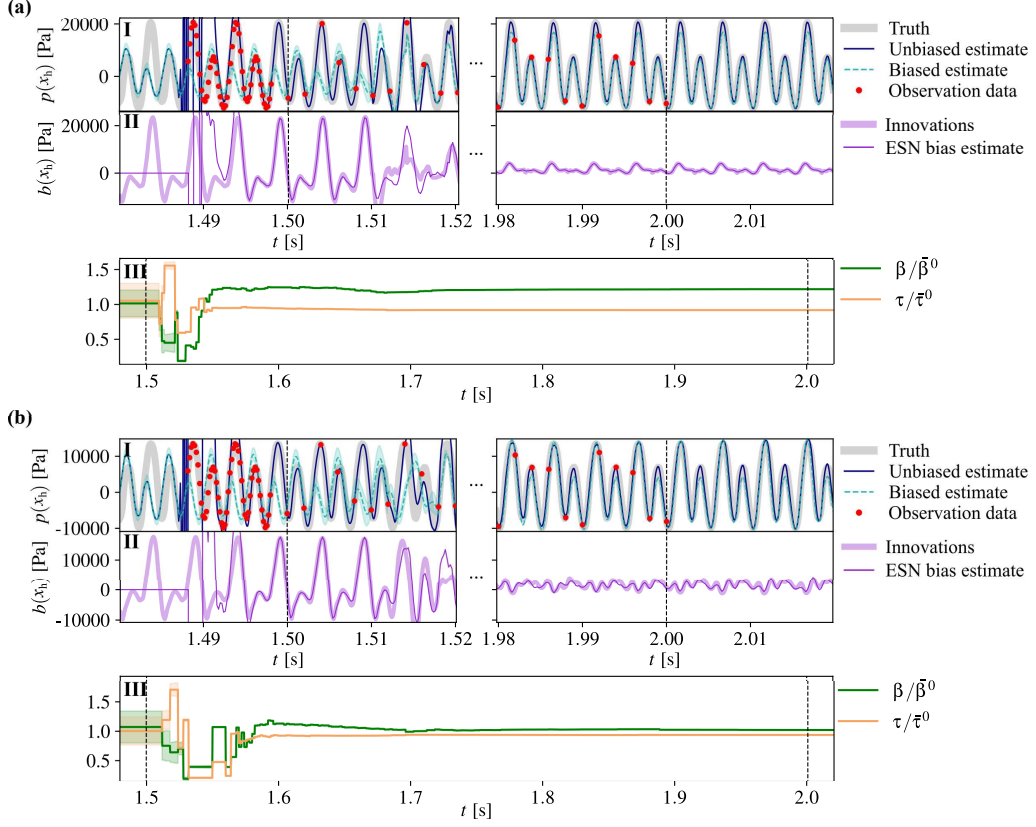 (a)
I
20000
0
p(xₕ) [Pa]
...
Truth
Unbiased estimate
Biased estimate
Observation data
II
20000
0
b(xₕ) [Pa]
...
Innovations
ESN bias estimate
1.49 1.50 1.51 1.52 1.98 1.99 2.00 2.01
t [s] t [s]
III
1.5
1.0
0.5
β/β̄⁰
τ/τ̄⁰
1.5 1.6 1.7 1.8 1.9 2.0
t [s]
(b)
I
10000
0
-10000
p(xₕ) [Pa]
...
Truth
Unbiased estimate
Biased estimate
Observation data
II
10000
0
-10000
b(xₕ) [Pa]
...
Innovations
ESN bias estimate
1.49 1.50 1.51 1.52 1.98 1.99 2.00 2.01
t [s] t [s]
III
1.5
1.0
0.5
β/β̄⁰
τ/τ̄⁰
1.5 1.6 1.7 1.8 1.9 2.0
t [s]